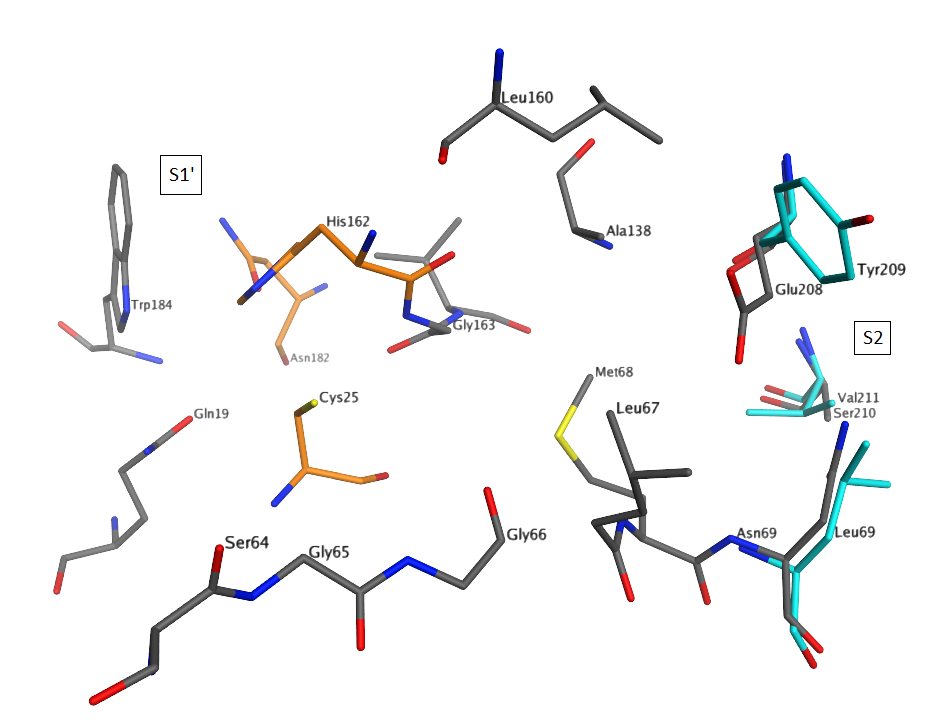 Leu160
S1'
His162
Ala138
Trp184
Gly163
Tyr209
Glu208
S2
Asn182
Met68
Cys25
Gln19
Leu67
Val211
Ser210
Ser64
Gly65
Gly66
Asn69
Leu69